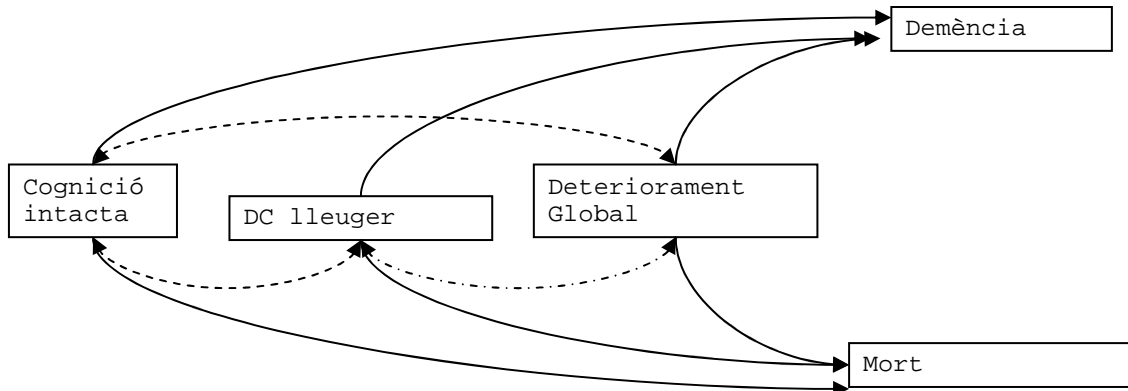 Demència
Cognició
intacta
DC lleuger
Deteriorament
Global
Mort